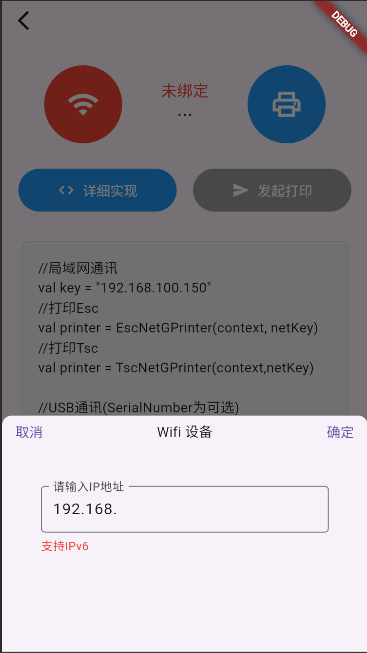 DEBUG
未绑定
...
详细实现
发起打印
//局域网通讯
val key = "192.168.100.150"
//打印Esc
val printer = EscNetGPrinter(context, netKey)
//打印Tsc
val printer = TscNetGPrinter(context,netKey)
//USB通讯(SerialNumber为可选)
取消
Wifi 设备
确定
请输入IP地址
192.168.
支持IPv6